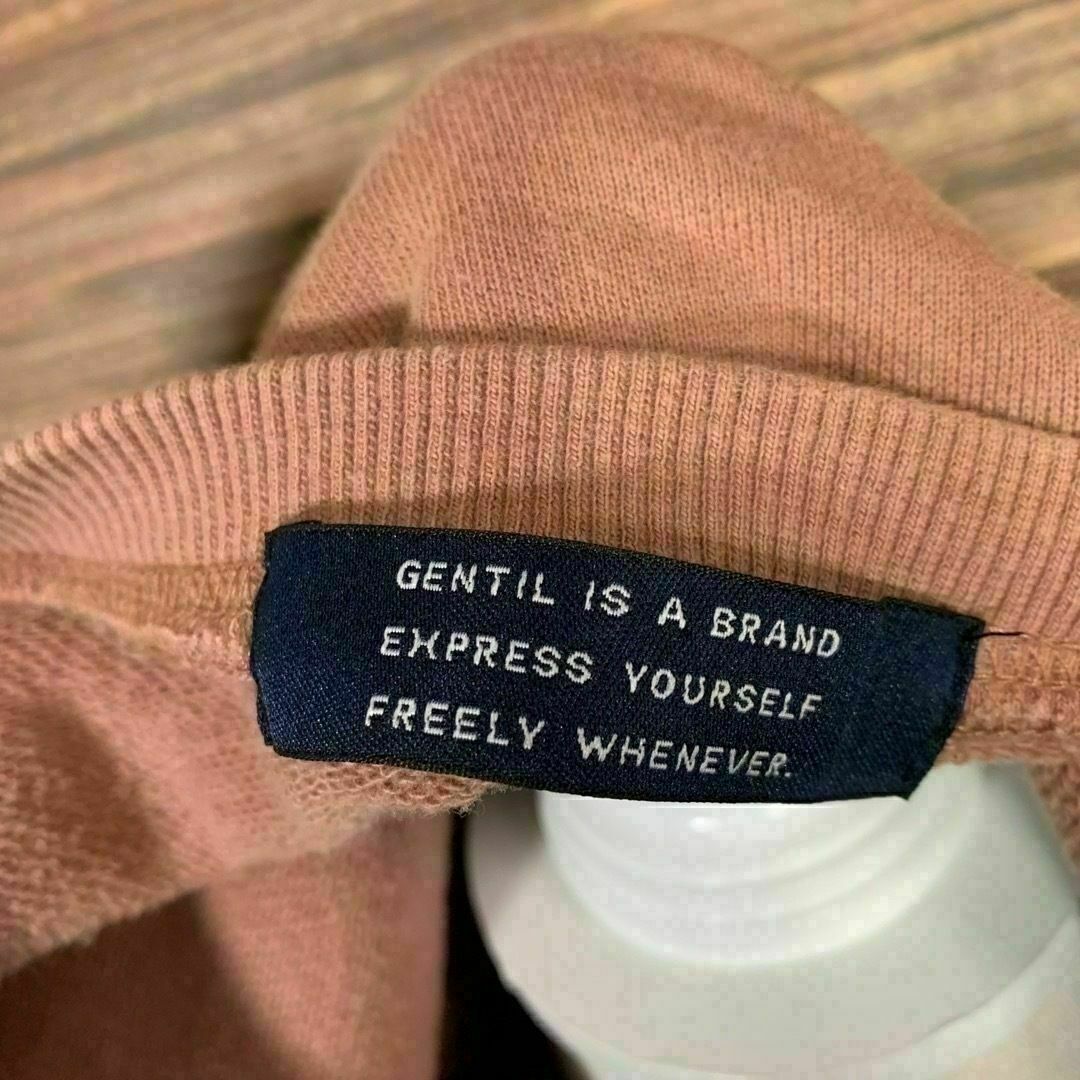 GENTIL IS A BRAND
EXPRESS YOURSELF
FREELY WHENEVER.